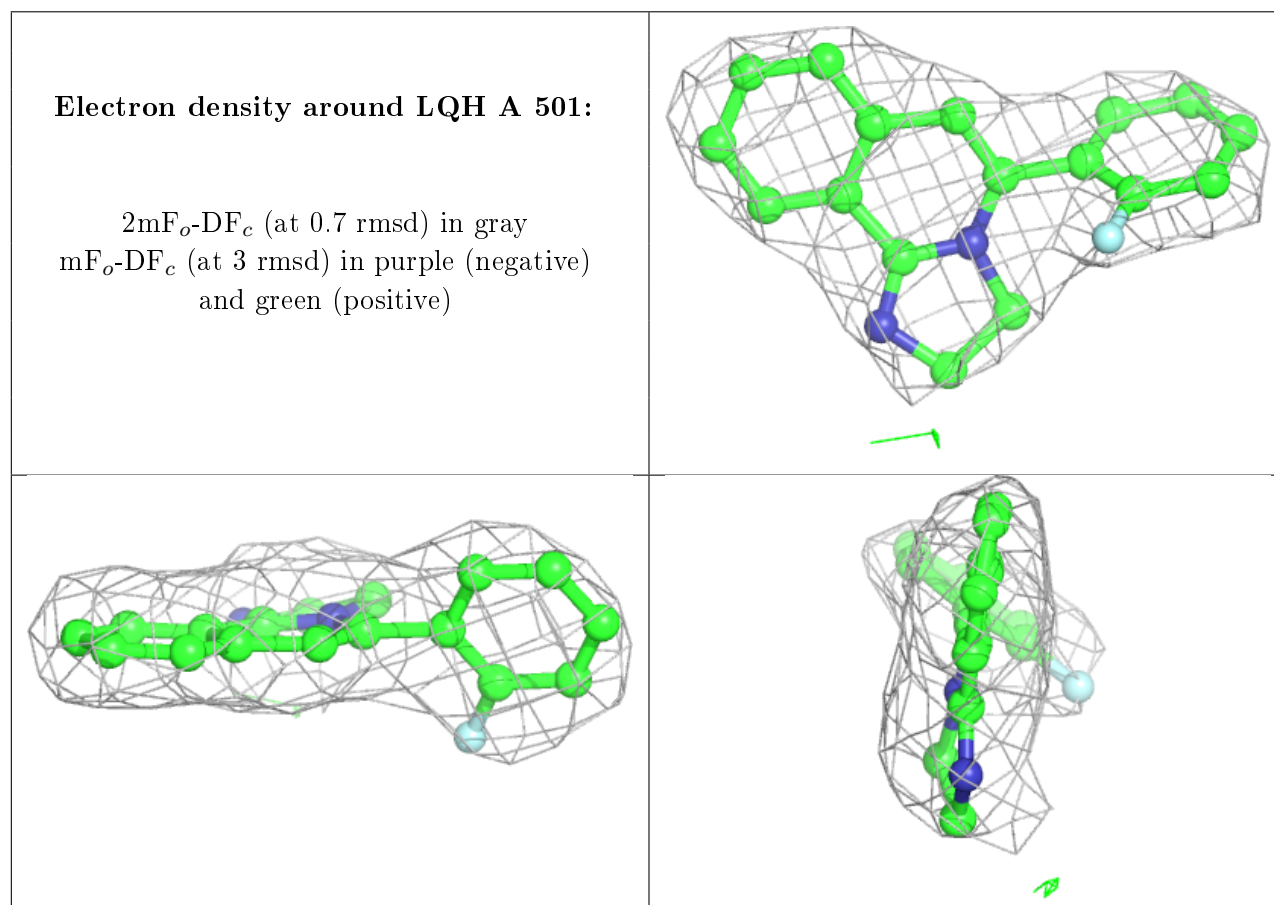 Electron density around LQH A 501:
2mFo-DFc (at 0.7 rmsd) in gray
mFo-DFc (at 3 rmsd) in purple (negative)
and green (positive)